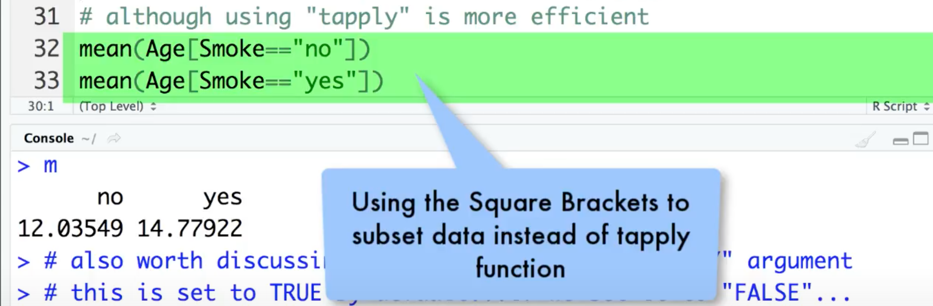 31 # although using "tapply" is more efficient
32 mean(Age[Smoke=="no"])
33 mean(Age[Smoke=="yes"])
30:1 (Top Level) R Script
Console ~/
> m
no yes
12.03549 14.77922
> # also worth discussi " argument
> # this is set to TRUE "FALSE"...
Using the Square Brackets to
subset data instead of tapply
function